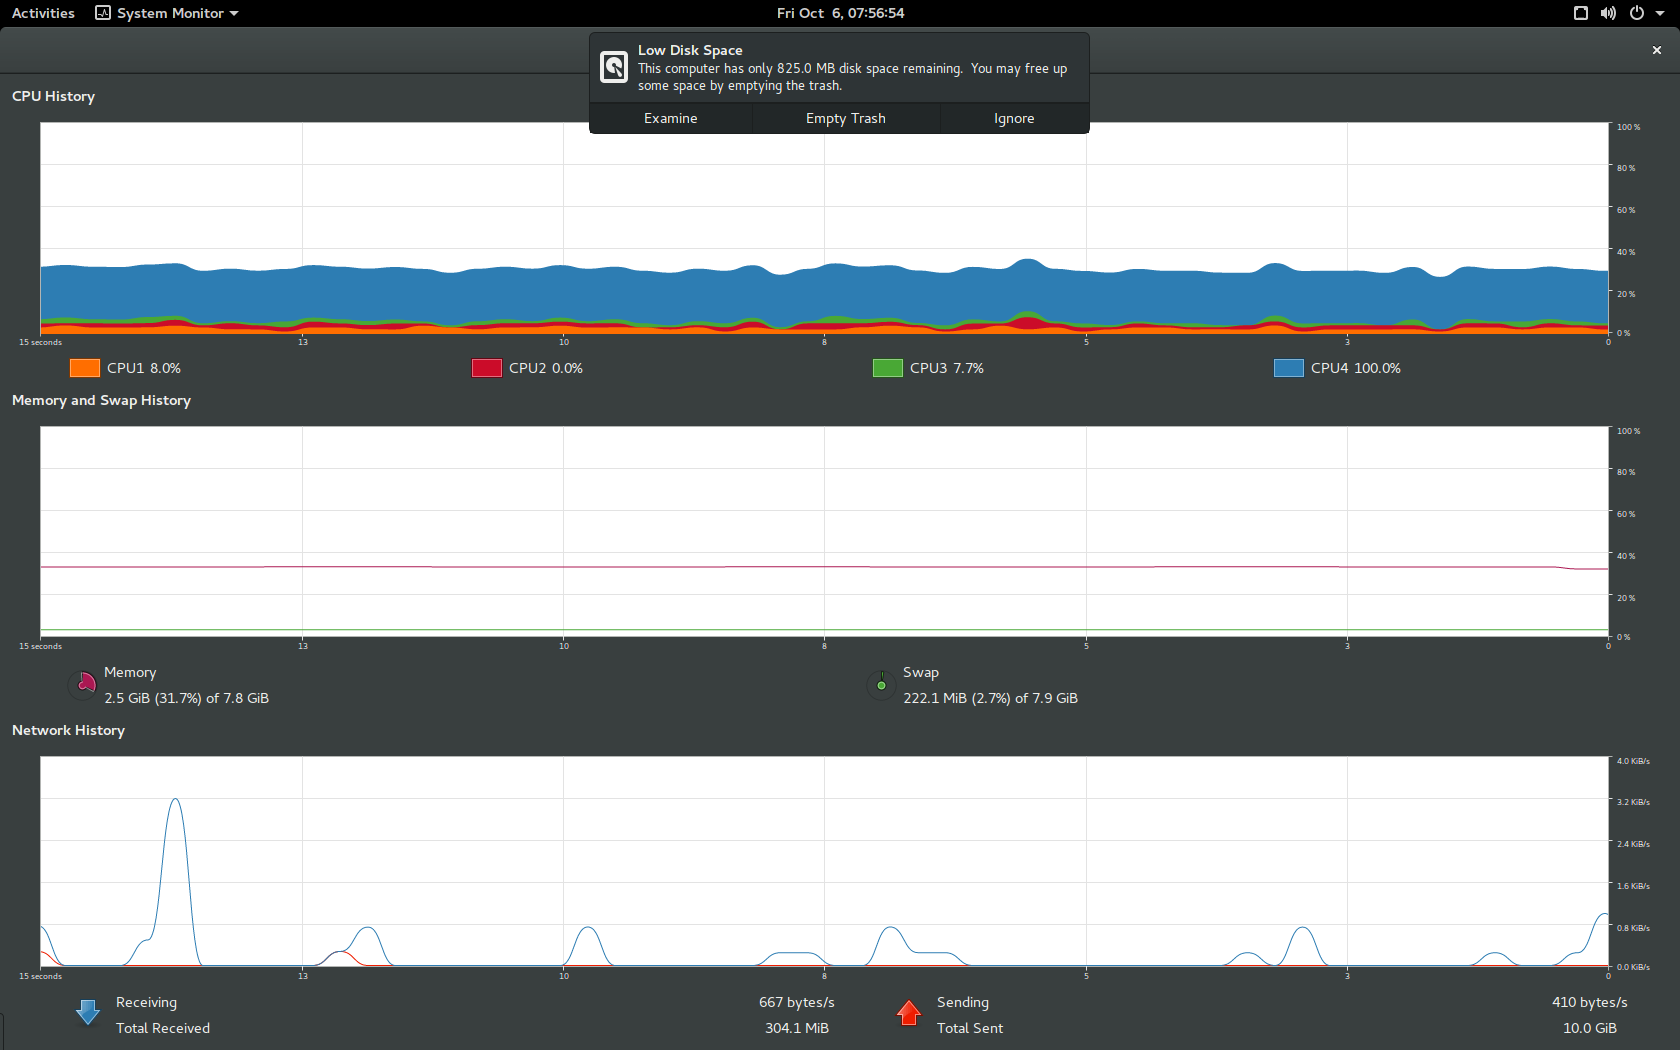 Activities System Monitor Fri Oct 6, 07:56:54
Low Disk Space
This computer has only 825.0 MB disk space remaining. You may free up
some space by emptying the trash.
Examine Empty Trash Ignore
CPU History
100 %
80 %
60 %
40 %
20 %
0 %
15 seconds 13 10 8 5 3 0
CPU1 8.0% CPU2 0.0% CPU3 7.7% CPU4 100.0%
Memory and Swap History
100 %
80 %
60 %
40 %
20 %
0 %
15 seconds 13 10 8 5 3 0
Memory
2.5 GiB (31.7%) of 7.8 GiB
Swap
222.1 MiB (2.7%) of 7.9 GiB
Network History
4.0 KiB/s
3.2 KiB/s
2.4 KiB/s
1.6 KiB/s
0.8 KiB/s
0.0 KiB/s
15 seconds 13 10 8 5 3 0
Receiving 667 bytes/s
Total Received 304.1 MiB
Sending 410 bytes/s
Total Sent 10.0 GiB